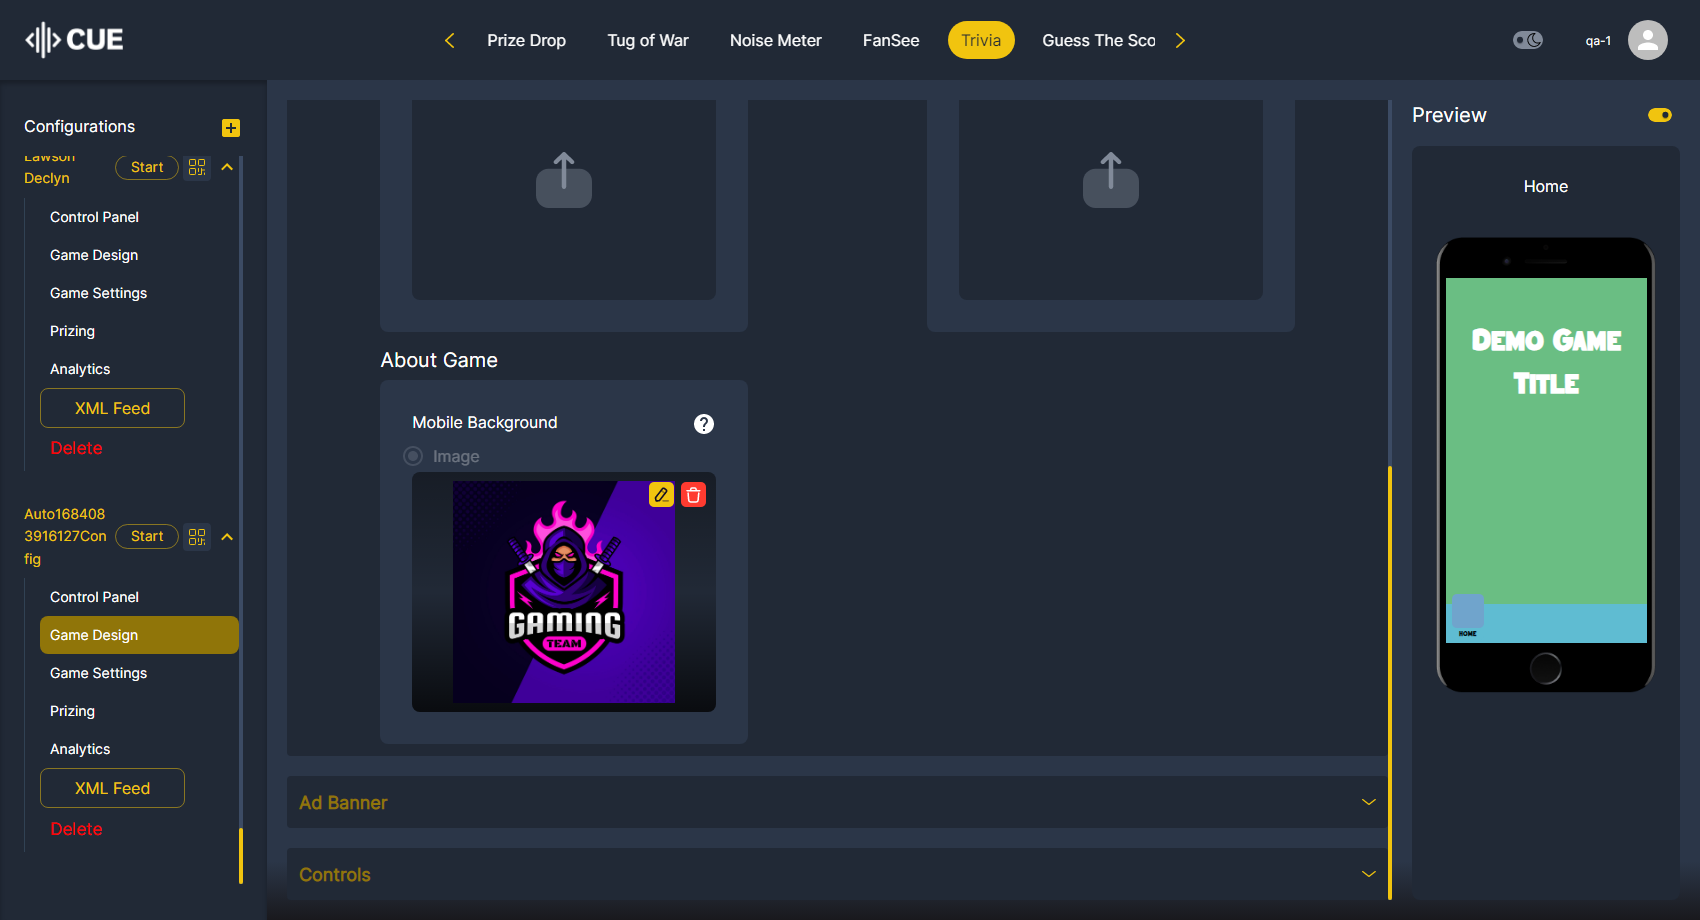 CUE
Prize Drop
Tug of War
Noise Meter
FanSee
Trivia
Guess The Sco
qa-1
Configurations
Lawson
Declyn
Start
Control Panel
Game Design
Game Settings
Prizing
Analytics
XML Feed
Delete
Auto168408
3916127Con
fig
Start
Control Panel
Game Design
Game Settings
Prizing
Analytics
XML Feed
Delete
About Game
Mobile Background
?
Image
GAMING
TEAM
Ad Banner
Controls
Preview
Home
Demo Game
Title
HOME